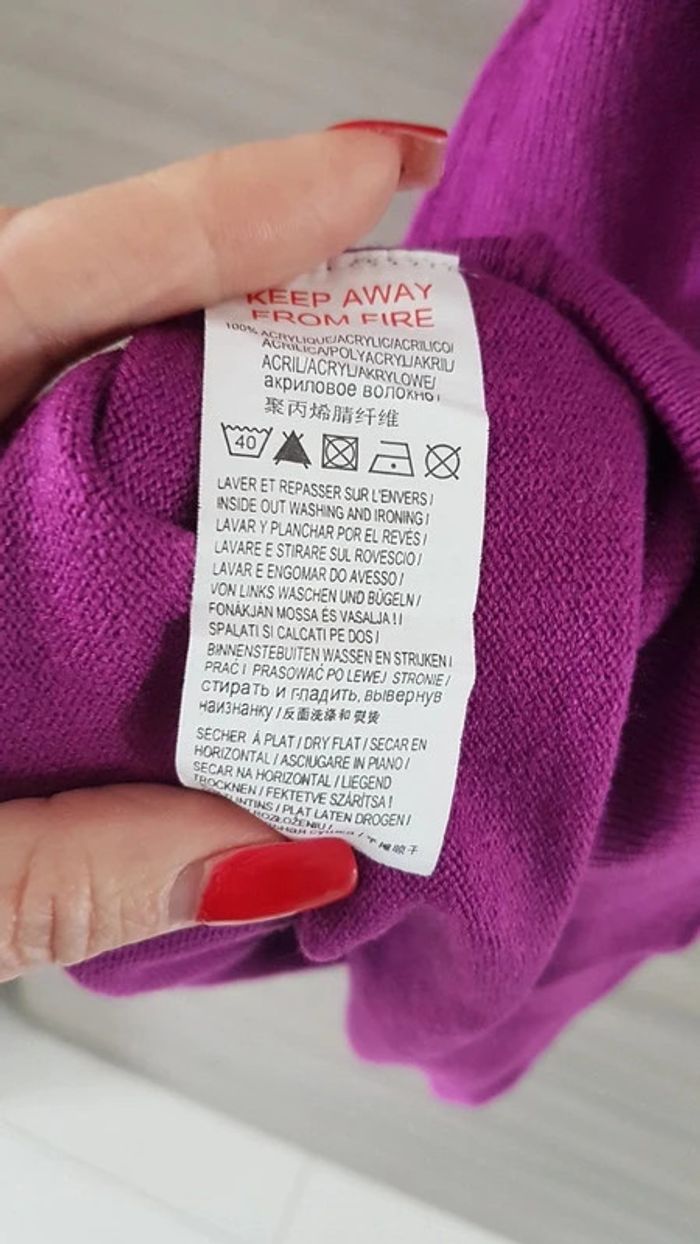 KEEP AWAY
FROM FIRE
100% ACRYLIQUE/ACRYLIC/ACRILICO/
ACRILICA/POLYACRYL/AKRIL/
ACRIL/ACRYL/AKRYLOWE/
акриловое волокно/
聚丙烯腈纤维
40
LAVER ET REPASSER SUR L'ENVERS /
INSIDE OUT WASHING AND IRONING /
LAVAR Y PLANCHAR POR EL REVÉS /
LAVARE E STIRARE SUL ROVESCIO /
LAVAR E ENGOMAR DO AVESSO /
VON LINKS WASCHEN UND BÜGELN /
FONÁKJÁN MOSSA ÉS VASALJA ! /
SPALATI SI CALCATI PE DOS /
BINNENSTEBUITEN WASSEN EN STRIJKEN /
PRAĆ I PRASOWAĆ PO LEWEJ STRONIE /
стирать и гладить, вывернув
наизнанку / 反面洗涤和熨烫
SÉCHER À PLAT / DRY FLAT / SECAR EN
HORIZONTAL / ASCIUGARE IN PIANO /
SECAR NA HORIZONTAL / LIEGEND
TROCKNEN / FEKTETVE SZÁRÍTSA !
PLAT LATEN DROGEN /